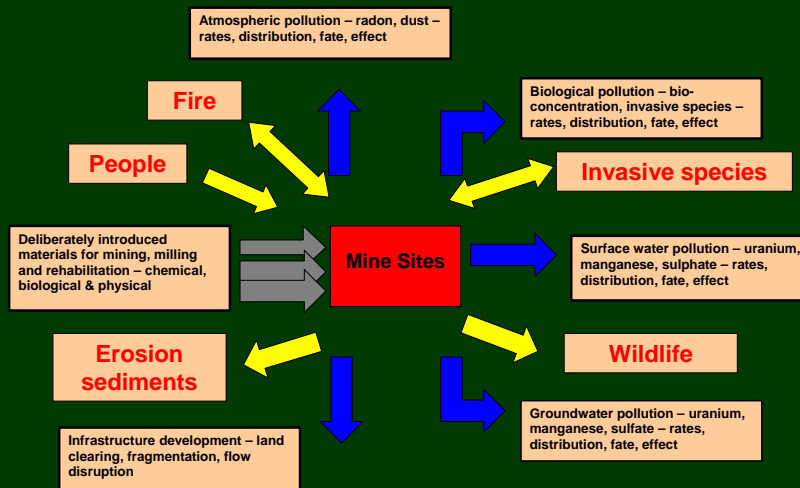 Atmospheric pollution – radon, dust –
rates, distribution, fate, effect
Fire
Biological pollution – bio-
concentration, invasive species –
rates, distribution, fate, effect
People
Invasive species
Deliberately introduced
materials for mining, milling
and rehabilitation – chemical,
biological & physical
Mine Sites
Surface water pollution – uranium,
manganese, sulphate – rates,
distribution, fate, effect
Erosion
sediments
Wildlife
Infrastructure development – land
clearing, fragmentation, flow
disruption
Groundwater pollution – uranium,
manganese, sulfate – rates,
distribution, fate, effect